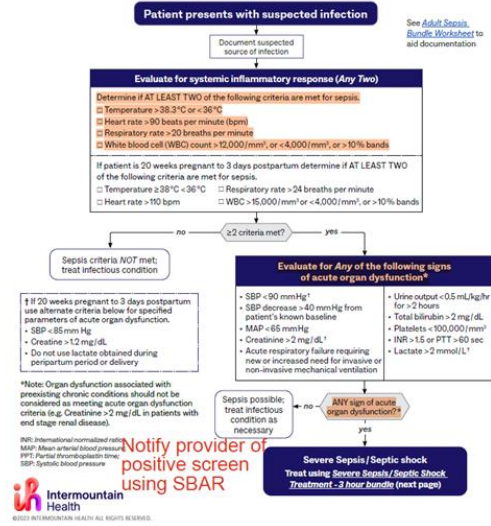 Patient presents with suspected infection
See Adult Sepsis
Bundle Worksheet to
aid documentation
Document suspected
source of infection
Evaluate for systemic inflammatory response (Any Two)
Determine if AT LEAST TWO of the following criteria are met for sepsis.
□ Temperature >38.3°C or <36°C
□ Heart rate >90 beats per minute (bpm)
□ Respiratory rate >20 breaths per minute
□ White blood cell (WBC) count >12,000/mm³, or <4,000/mm³, or >10% bands
If patient is 20 weeks pregnant to 3 days postpartum determine if AT LEAST TWO
of the following criteria are met for sepsis.
□ Temperature ≥38°C <36°C □ Respiratory rate >24 breaths per minute
□ Heart rate >110 bpm □ WBC >15,000/mm³ or <4,000/mm³, or >10% bands
no
≥2 criteria met?
yes
Sepsis criteria NOT met;
treat infectious condition
† If 20 weeks pregnant to 3 days postpartum
use alternate criteria below for specified
parameters of acute organ dysfunction.
• SBP <85 mm Hg
• Creatine >1.2 mg/dL
• Do not use lactate obtained during
peripartum period or delivery
Evaluate for Any of the following signs
of acute organ dysfunction*
• SBP <90 mmHg†
• SBP decrease >40 mmHg from
patient's known baseline
• MAP <65 mmHg
• Creatinine >2 mg/dL†
• Acute respiratory failure requiring
new or increased need for invasive or
non-invasive mechanical ventilation
• Urine output <0.5 mL/kg/hr
for >2 hours
• Total bilirubin >2 mg/dL
• Platelets <100,000/mm³
• INR >1.5 or PTT >60 sec
• Lactate >2 mmol/L†
*Note: Organ dysfunction associated with
preexisting chronic conditions should not be
considered as meeting acute organ dysfunction
criteria (e.g. Creatinine >2 mg/dL in patients with
end stage renal disease).
Sepsis possible;
treat infectious
condition as
necessary
no
ANY sign of acute
organ dysfunction?*
yes
INR: International normalized ratio
MAP: Mean arterial blood pressure
PPT: Partial thromboplastin time;
SBP: Systolic blood pressure
Notify provider of
positive screen
using SBAR
Severe Sepsis/Septic shock
Treat using Severe Sepsis/Septic Shock
Treatment - 3 hour bundle (next page)
Intermountain
Health
©2023 INTERMOUNTAIN HEALTH ALL RIGHTS RESERVED.